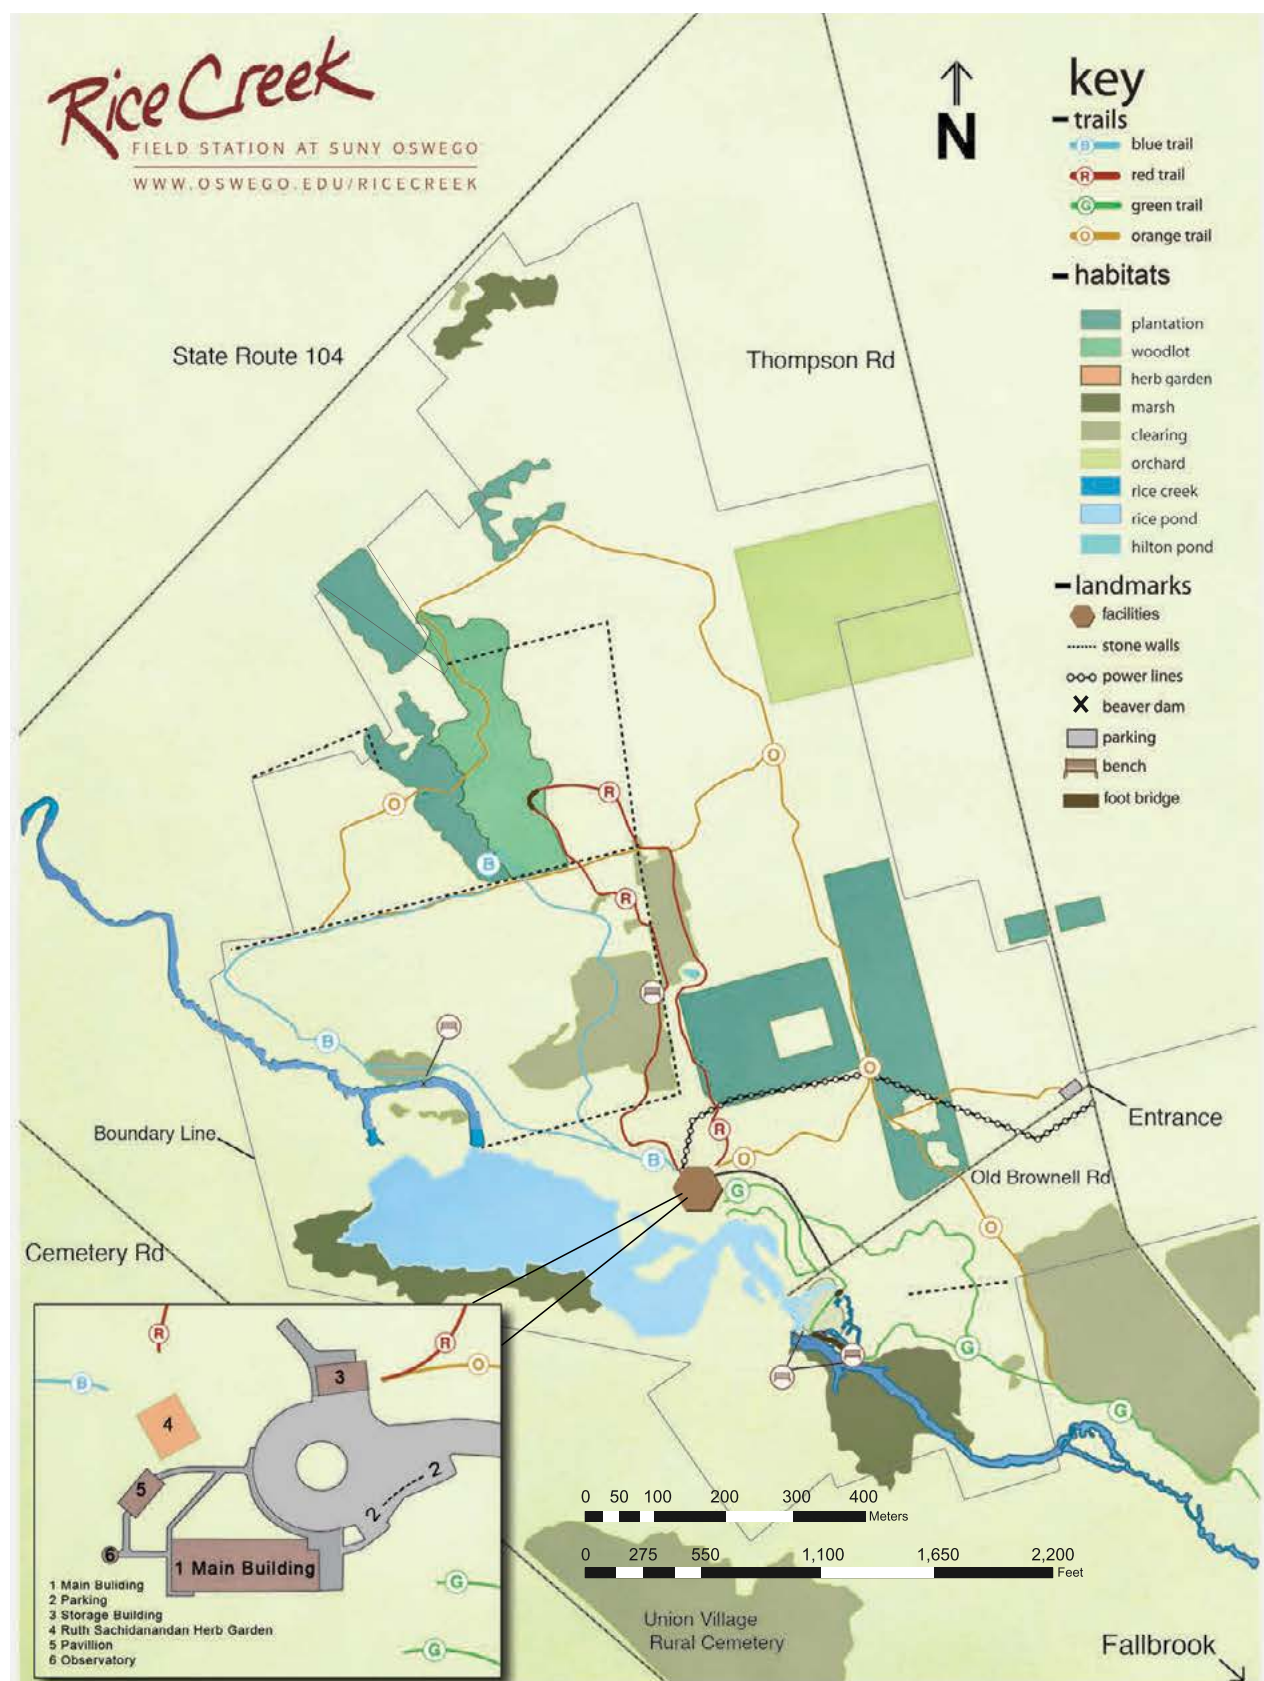 Rice Creek
FIELD STATION AT SUNY OSWEGO
WWW.OSWEGO.EDU/RICECREEK
N
key
trails
B blue trail
R red trail
G green trail
O orange trail
habitats
plantation
woodlot
herb garden
marsh
clearing
orchard
rice creek
rice pond
hilton pond
landmarks
facilities
stone walls
power lines
beaver dam
parking
bench
foot bridge
State Route 104
Thompson Rd
O
R
O
B
R
B
O
Entrance
Boundary Line
R
B
O
Old Brownell Rd
G
O
Cemetery Rd
G
G
R
R
O
B
3
4
2
5
2
6
1 Main Building
1 Main Building
2 Parking
3 Storage Building
4 Ruth Sachidanandan Herb Garden
5 Pavillion
6 Observatory
G
G
0 50 100 200 300 400
Meters
0 275 550 1,100 1,650 2,200
Feet
Union Village
Rural Cemetery
Fallbrook